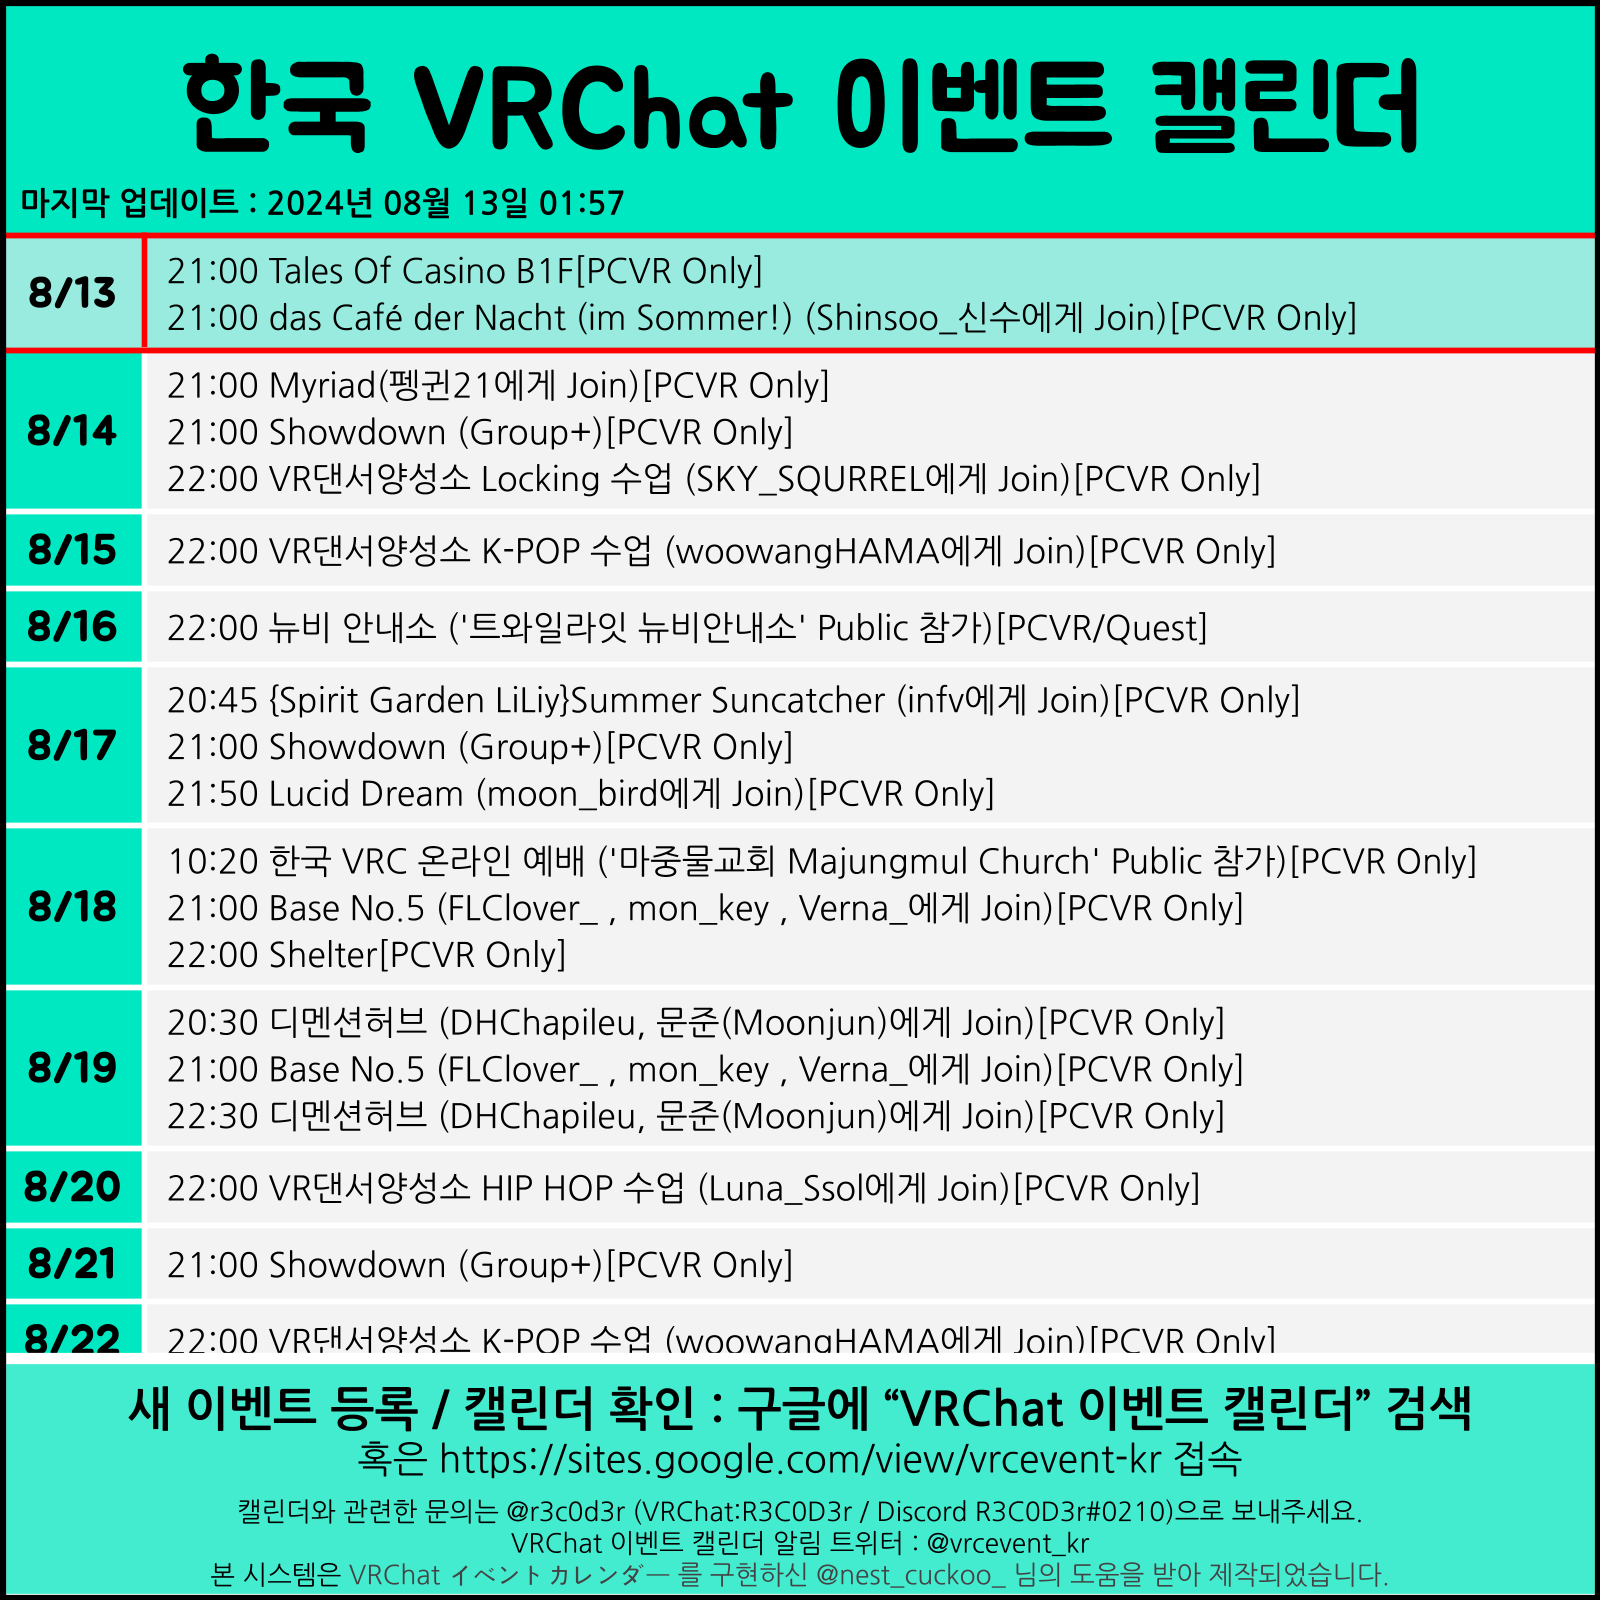 한국 VRChat 이벤트 캘린더
마지막 업데이트 : 2024년 08월 13일 01:57
8/13
21:00 Tales Of Casino B1F[PCVR Only]
21:00 das Café der Nacht (im Sommer!) (Shinsoo_신수에게 Join)[PCVR Only]
8/14
21:00 Myriad(펭귄21에게 Join)[PCVR Only]
21:00 Showdown (Group+)[PCVR Only]
22:00 VR댄서양성소 Locking 수업 (SKY_SQURREL에게 Join)[PCVR Only]
8/15
22:00 VR댄서양성소 K-POP 수업 (woowangHAMA에게 Join)[PCVR Only]
8/16
22:00 뉴비 안내소 ('트와일라잇 뉴비안내소' Public 참가)[PCVR/Quest]
8/17
20:45 {Spirit Garden LiLiy}Summer Suncatcher (infv에게 Join)[PCVR Only]
21:00 Showdown (Group+)[PCVR Only]
21:50 Lucid Dream (moon_bird에게 Join)[PCVR Only]
8/18
10:20 한국 VRC 온라인 예배 ('마중물교회 Majungmul Church' Public 참가)[PCVR Only]
21:00 Base No.5 (FLClover_ , mon_key , Verna_에게 Join)[PCVR Only]
22:00 Shelter[PCVR Only]
8/19
20:30 디멘션허브 (DHChapileu, 문준(Moonjun)에게 Join)[PCVR Only]
21:00 Base No.5 (FLClover_ , mon_key , Verna_에게 Join)[PCVR Only]
22:30 디멘션허브 (DHChapileu, 문준(Moonjun)에게 Join)[PCVR Only]
8/20
22:00 VR댄서양성소 HIP HOP 수업 (Luna_Ssol에게 Join)[PCVR Only]
8/21
21:00 Showdown (Group+)[PCVR Only]
8/22
22:00 VR댄서양성소 K-POP 수업 (woowangHAMA에게 Join)[PCVR Only]
새 이벤트 등록 / 캘린더 확인 : 구글에 “VRChat 이벤트 캘린더” 검색
혹은 https://sites.google.com/view/vrcevent-kr 접속
캘린더와 관련한 문의는 @r3c0d3r (VRChat:R3C0D3r / Discord R3C0D3r#0210)으로 보내주세요.
VRChat 이벤트 캘린더 알림 트위터 : @vrcevent_kr
본 시스템은 VRChat イベントカレンダー 를 구현하신 @nest_cuckoo_ 님의 도움을 받아 제작되었습니다.